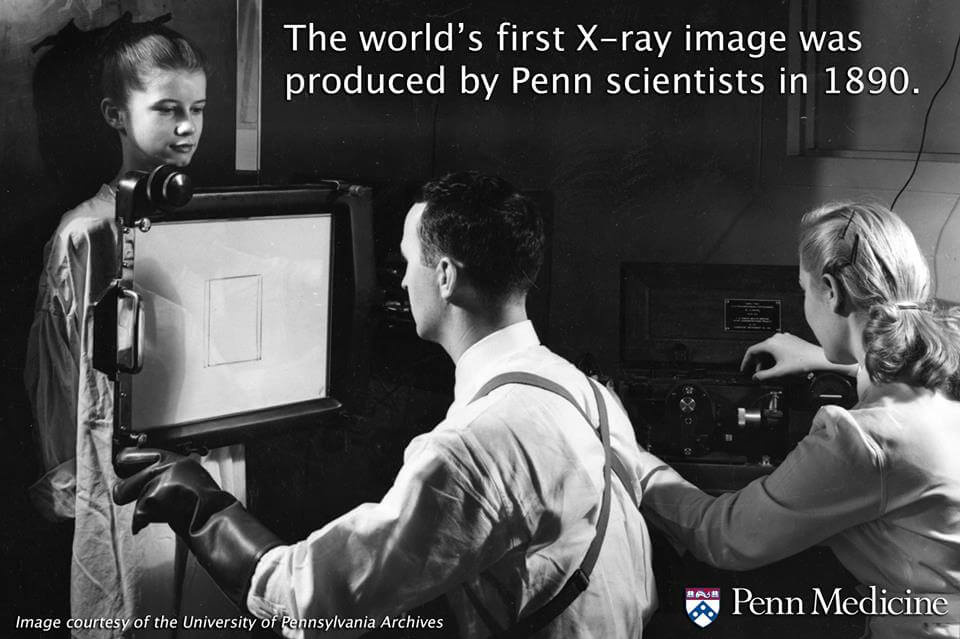 The world's first X-ray image was
produced by Penn scientists in 1890.
Penn Medicine
Image courtesy of the University of Pennsylvania Archives